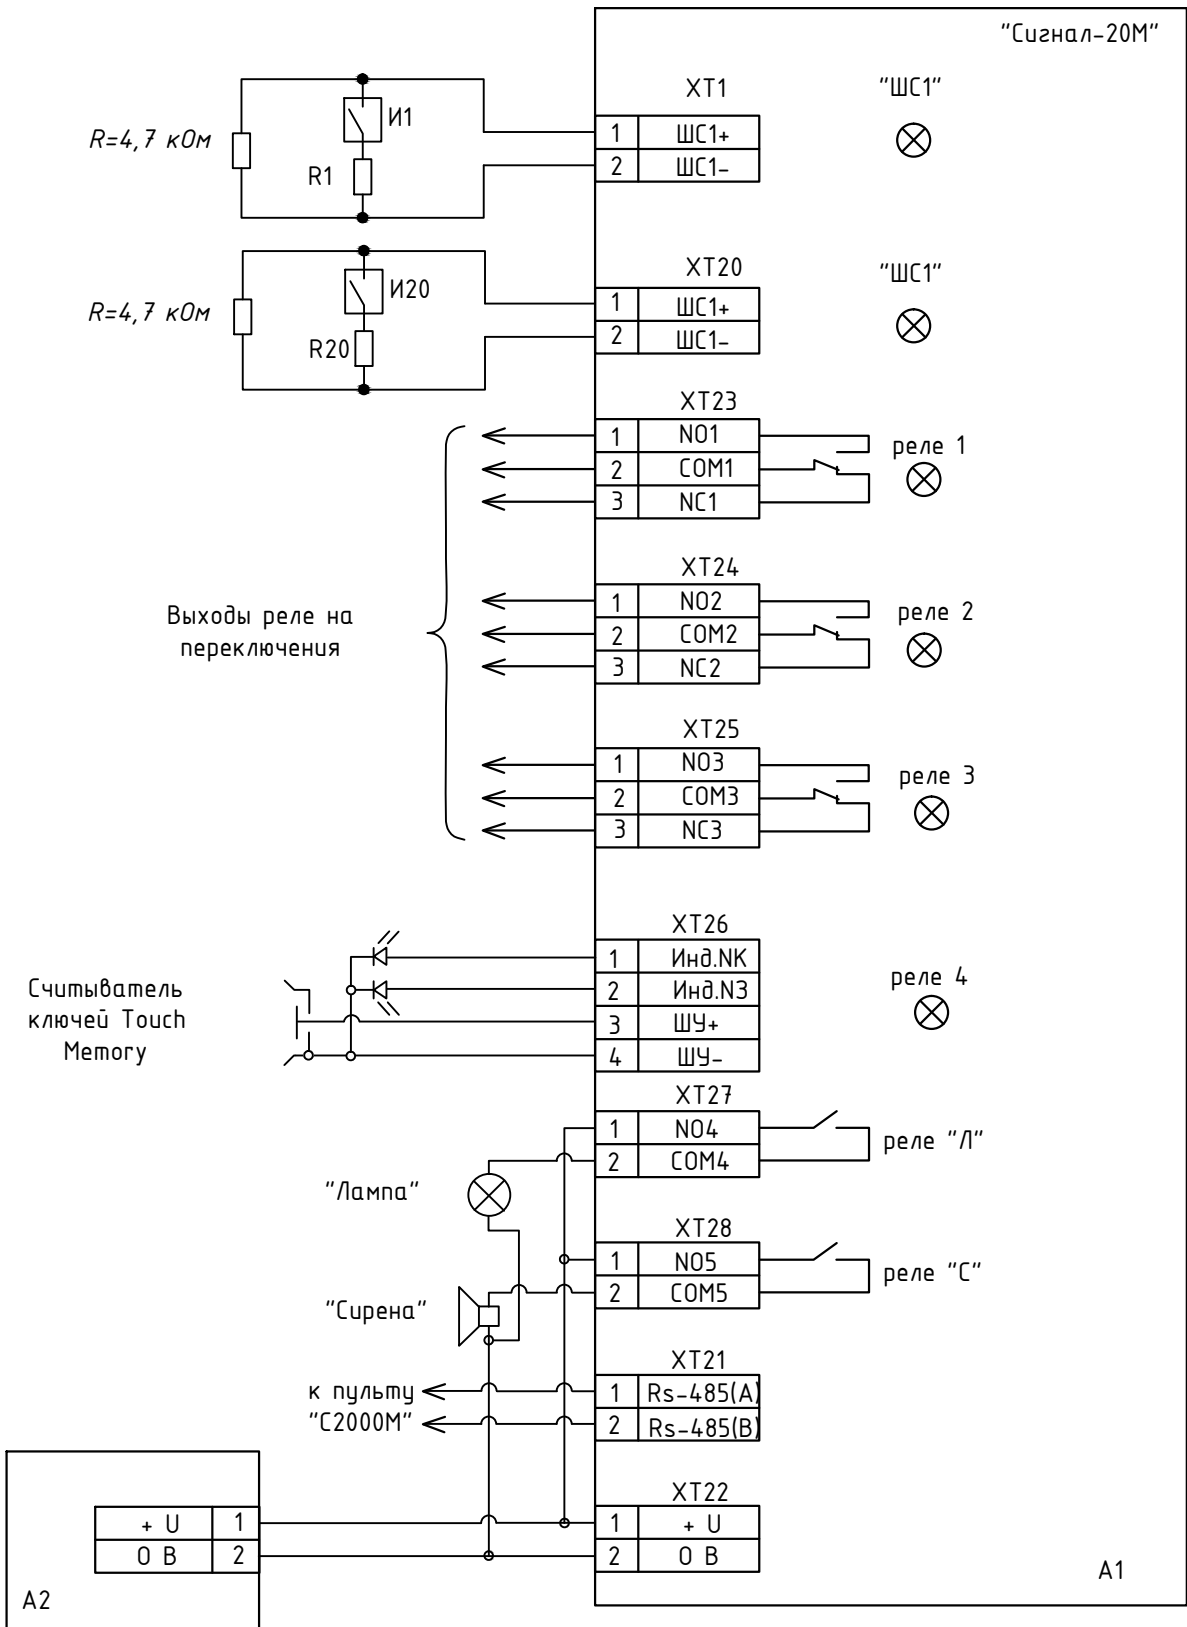 "Сигнал-20М"
XT1
"ШС1"
R=4,7 кОм
И1
R1
1 ШС1+
2 ШС1-
XT20
"ШС1"
R=4,7 кОм
И20
R20
1 ШС1+
2 ШС1-
XT23
1 NO1
2 COM1
3 NC1
реле 1
XT24
1 NO2
2 COM2
3 NC2
реле 2
Выходы реле на
переключения
XT25
1 NO3
2 COM3
3 NC3
реле 3
XT26
1 Инд.NK
2 Инд.NЗ
3 ШУ+
4 ШУ-
реле 4
Считыватель
ключей Touch
Memory
XT27
1 NO4
2 COM4
реле "Л"
"Лампа"
XT28
1 NO5
2 COM5
реле "С"
"Сирена"
XT21
1 Rs-485(A)
2 Rs-485(B)
к пульту
"С2000М"
XT22
1 + U
2 0 В
+ U 1
0 В 2
А2
А1